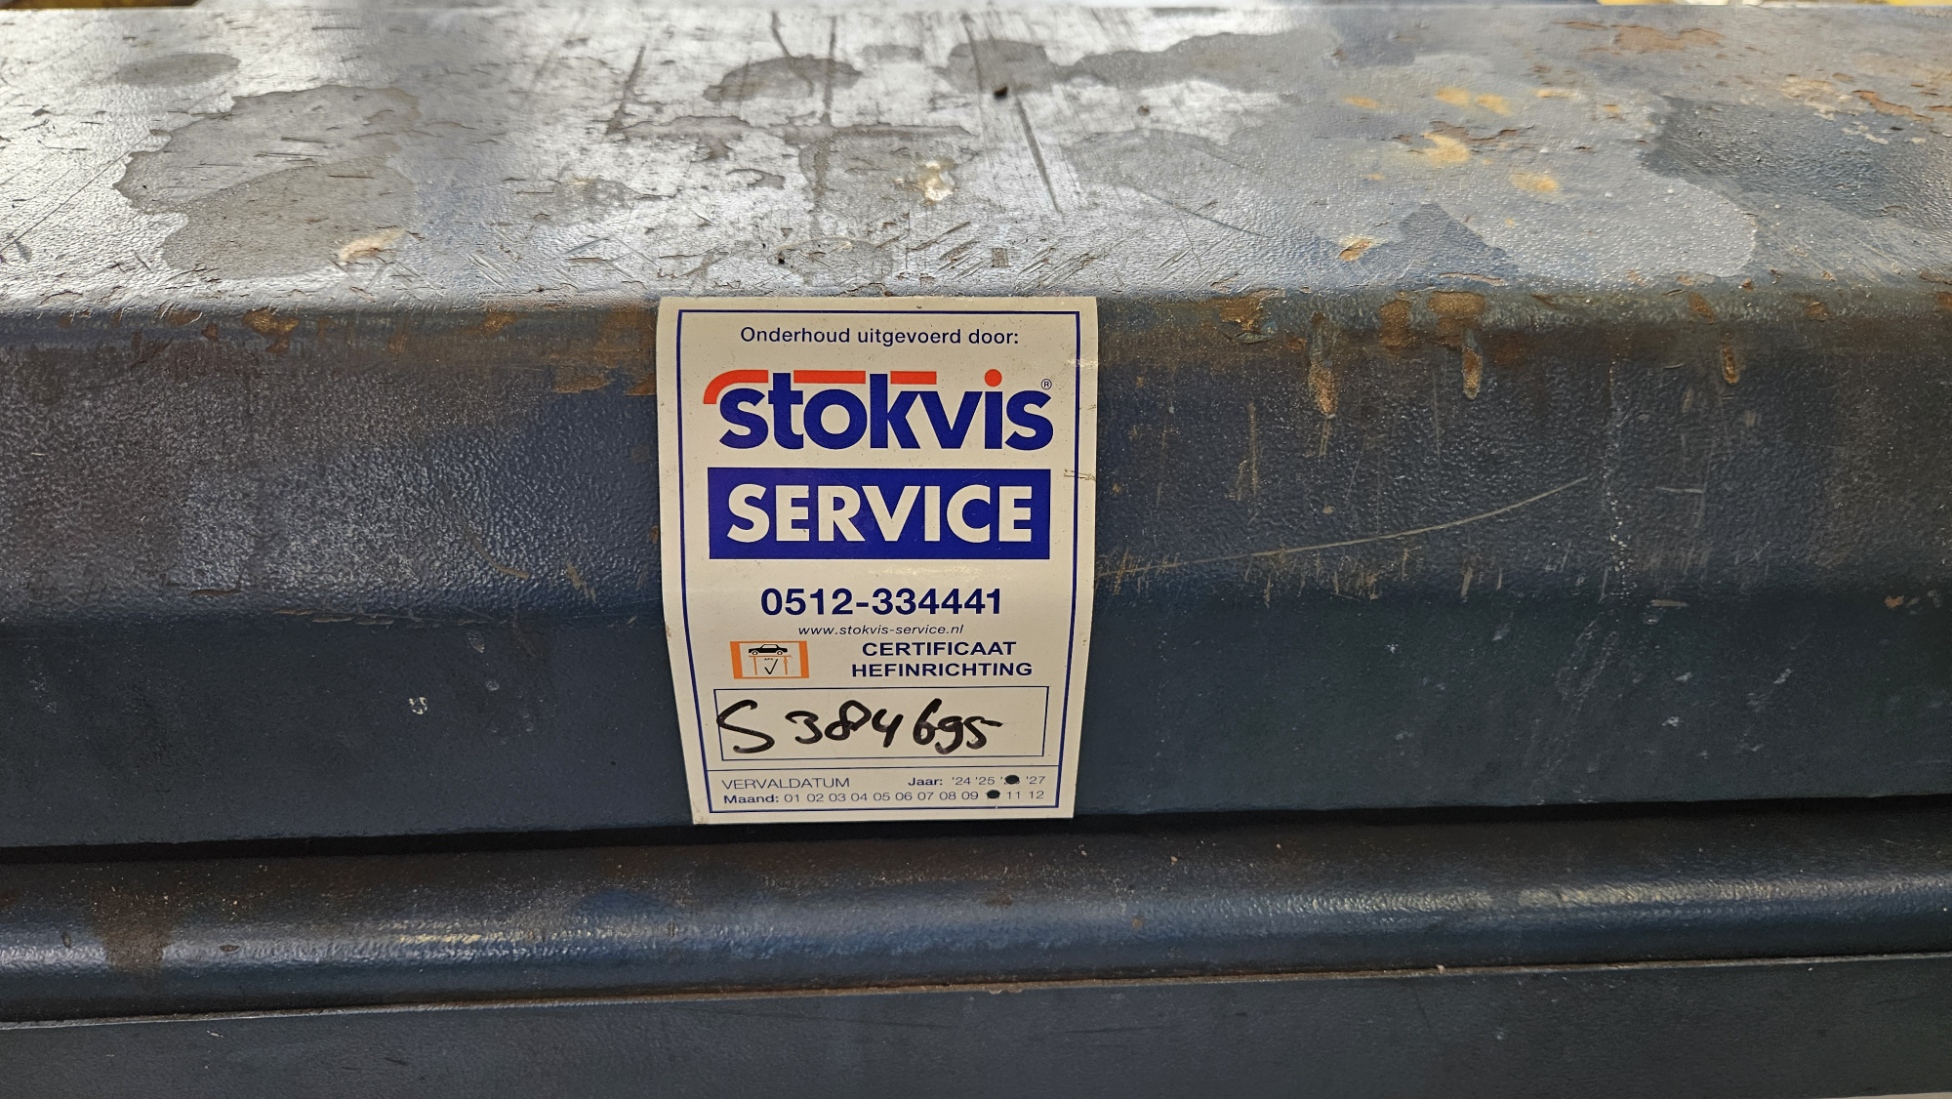 Onderhoud uitgevoerd door:
stokvis®
SERVICE
0512-334441
www.stokvis-service.nl
CERTIFICAAT
HEFINRICHTING
S384695
VERVALDATUM Jaar: '24 '25 '27
Maand: 01 02 03 04 05 06 07 08 09 11 12